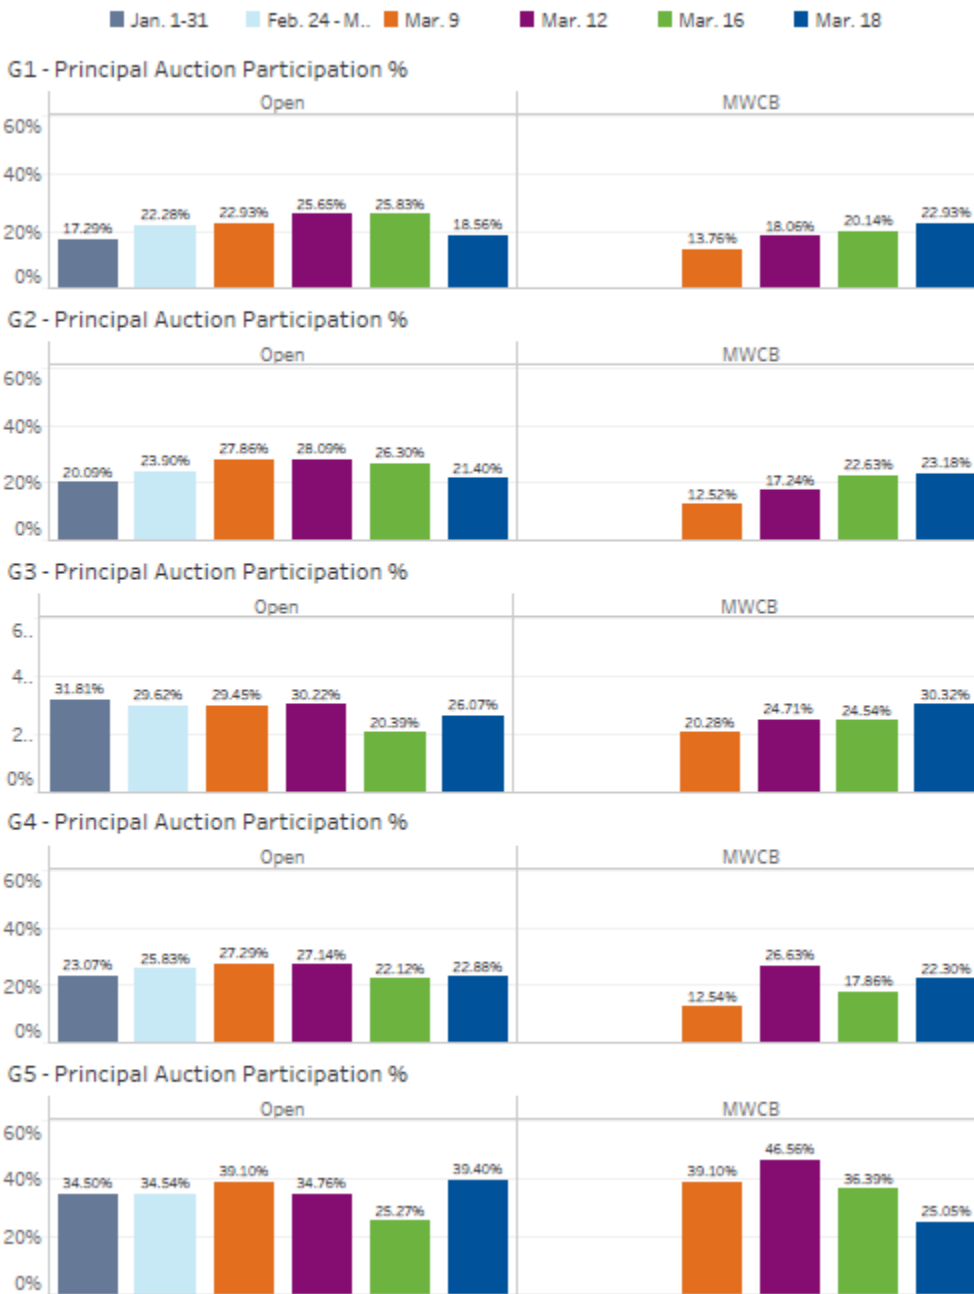 Jan. 1-31 Feb. 24 - M.. Mar. 9 Mar. 12 Mar. 16 Mar. 18
G1 - Principal Auction Participation %
Open MWCB
60%
40%
20%
0%
17.29% 22.28% 22.93% 25.65% 25.83% 18.56% 13.76% 18.06% 20.14% 22.93%
G2 - Principal Auction Participation %
Open MWCB
60%
40%
20%
0%
20.09% 23.90% 27.86% 28.09% 26.30% 21.40% 12.52% 17.24% 22.63% 23.18%
G3 - Principal Auction Participation %
Open MWCB
6..
4..
2..
0%
31.81% 29.62% 29.45% 30.22% 20.39% 26.07% 20.28% 24.71% 24.54% 30.32%
G4 - Principal Auction Participation %
Open MWCB
60%
40%
20%
0%
23.07% 25.83% 27.29% 27.14% 22.12% 22.88% 12.54% 26.63% 17.86% 22.30%
G5 - Principal Auction Participation %
Open MWCB
60%
40%
20%
0%
34.50% 34.54% 39.10% 34.76% 25.27% 39.40% 39.10% 46.56% 36.39% 25.05%